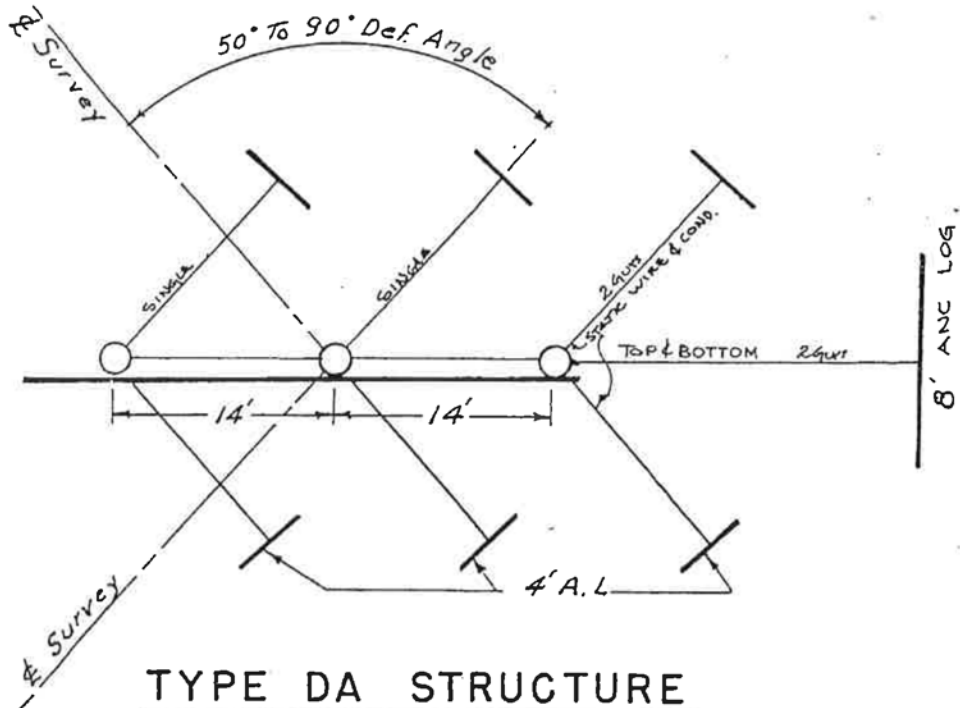 ℄ Survey
50° To 90° Def. Angle
SINGLE
SINGLE
2 GUYS
STATIC WIRE & COND.
TOP & BOTTOM 2 GUYS
8' ANC LOG.
14'
14'
4' A.L
℄ Survey
TYPE DA STRUCTURE